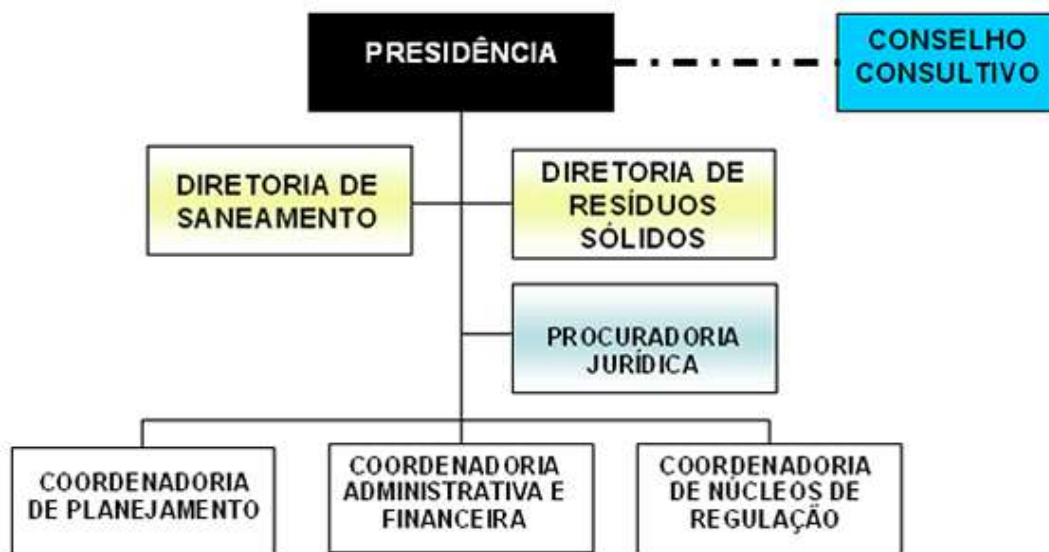 PRESIDÊNCIA
CONSELHO
CONSULTIVO
DIRETORIA DE
SANEAMENTO
DIRETORIA DE
RESÍDUOS
SÓLIDOS
PROCURADORIA
JURÍDICA
COORDENADORIA
DE PLANEJAMENTO
COORDENADORIA
ADMINISTRATIVA E
FINANCEIRA
COORDENADORIA
DE NÚCLEOS DE
REGULAÇÃO